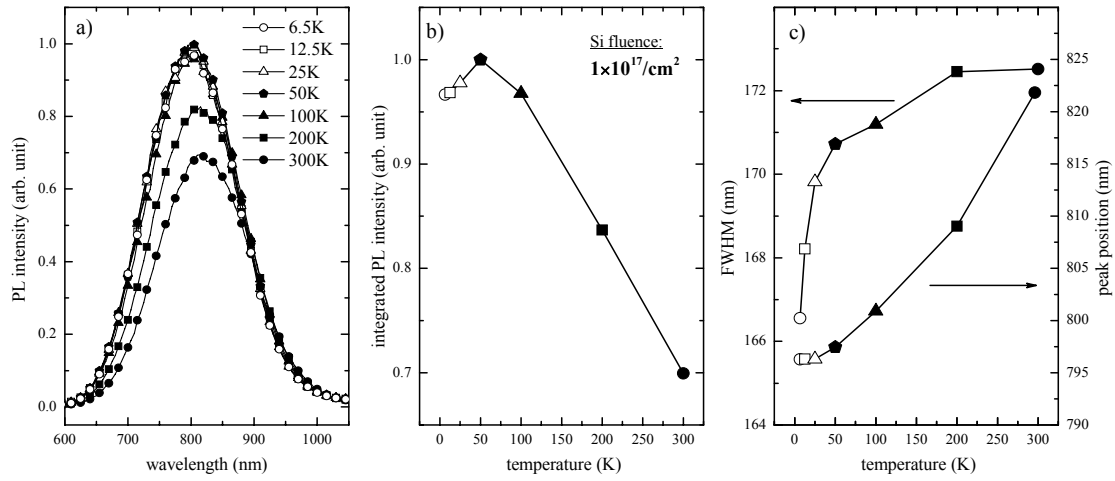 a)
6.5K
12.5K
25K
50K
100K
200K
300K
PL intensity (arb. unit)
1.0
0.8
0.6
0.4
0.2
0.0
600
700
800
900
1000
wavelength (nm)
b)
Si fluence:
1×10^17/cm^2
integrated PL intensity (arb. unit)
1.0
0.9
0.8
0.7
0
50
100
150
200
250
300
temperature (K)
c)
FWHM (nm)
172
170
168
166
164
0
50
100
150
200
250
300
temperature (K)
825
820
815
810
805
800
795
790
peak position (nm)